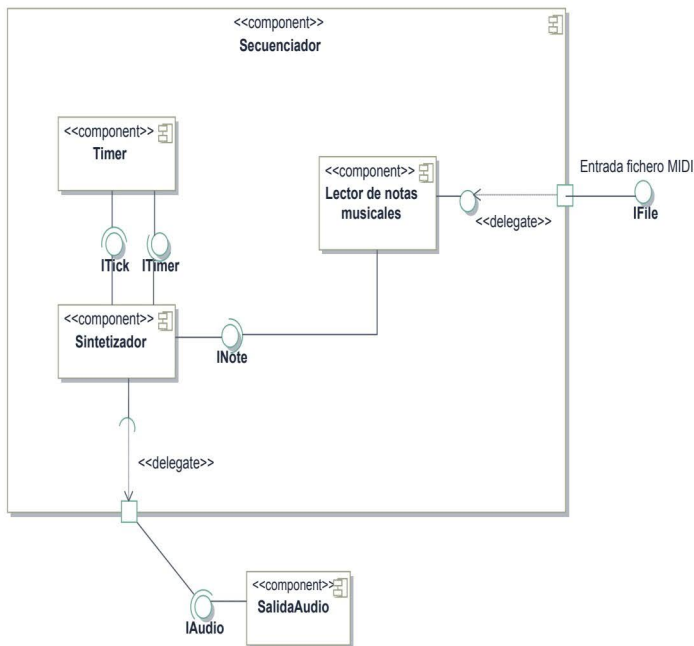 <<component>>
Secuenciador
<<component>>
Timer
<<component>>
Lector de notas
musicales
Entrada fichero MIDI
<<delegate>>
IFile
ITick
ITimer
<<component>>
Sintetizador
INote
<<delegate>>
<<component>>
SalidaAudio
IAudio